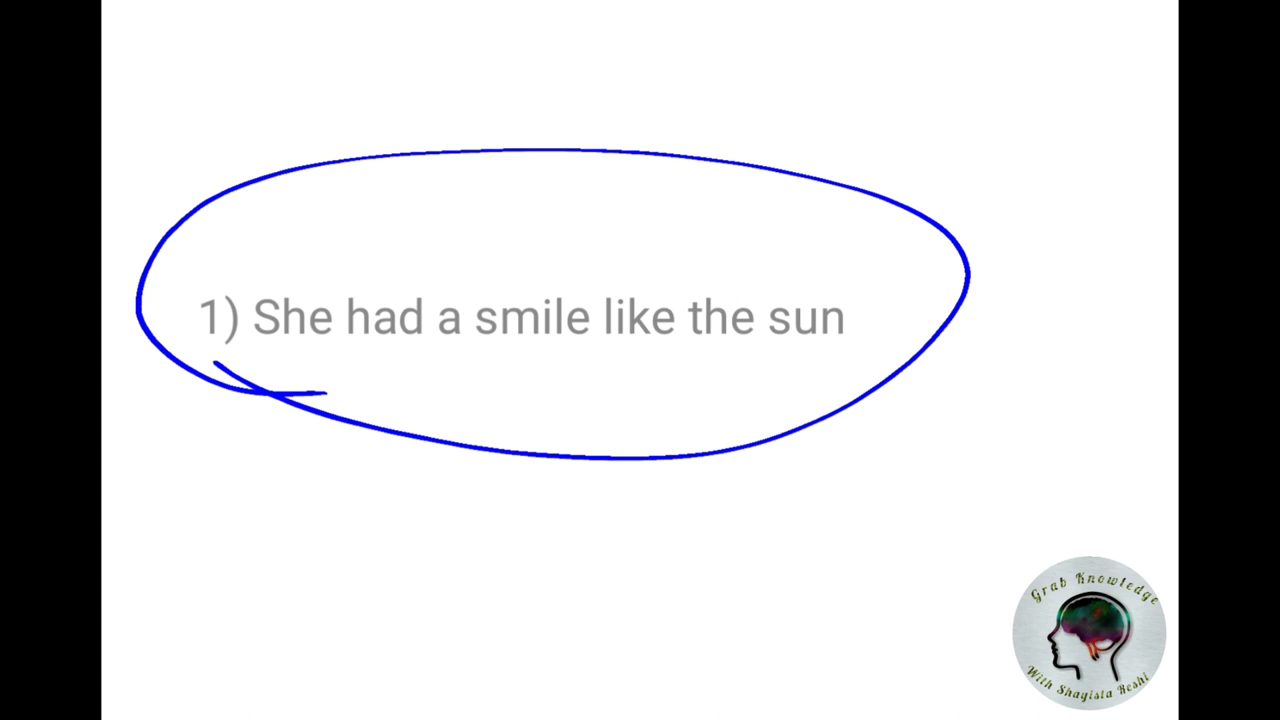 1) She had a smile like the sun
Grab Knowledge
With Shagista Reshi